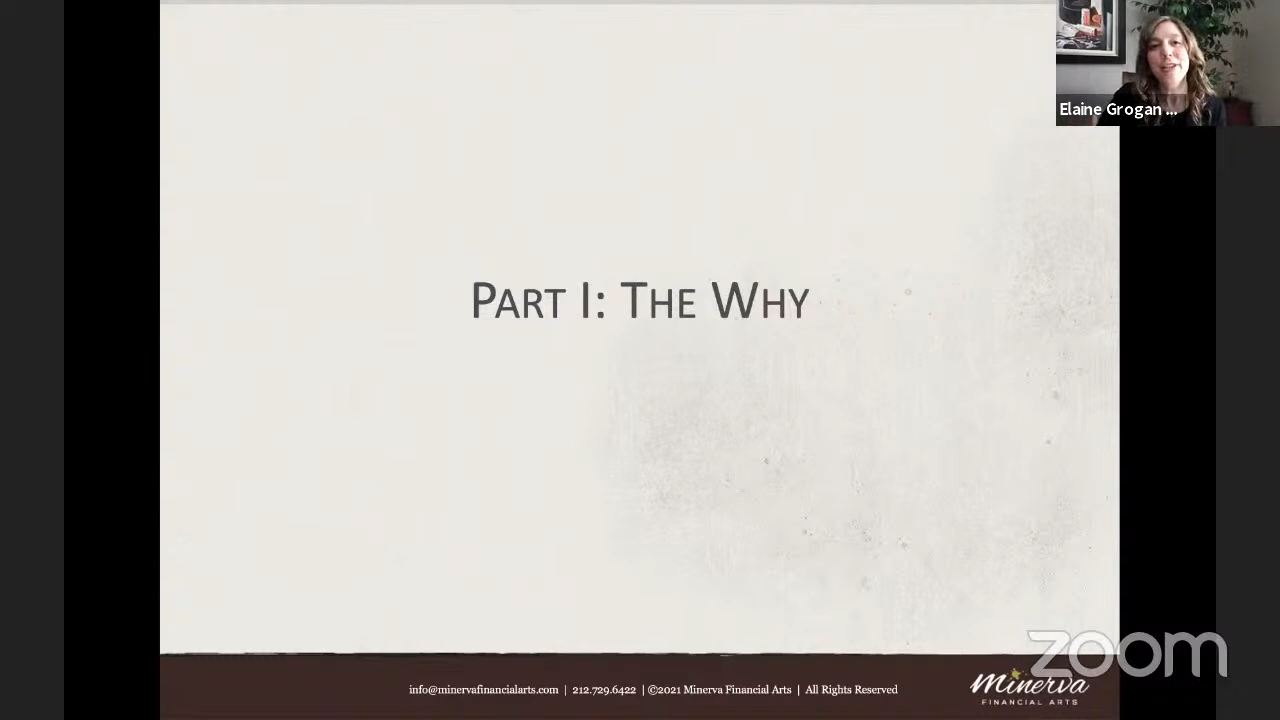 Elaine Grogan ...
PART I: THE WHY
zoom
info@minervafinancialarts.com | 212.729.6422 | ©2021 Minerva Financial Arts | All Rights Reserved
Minerva
FINANCIAL ARTS